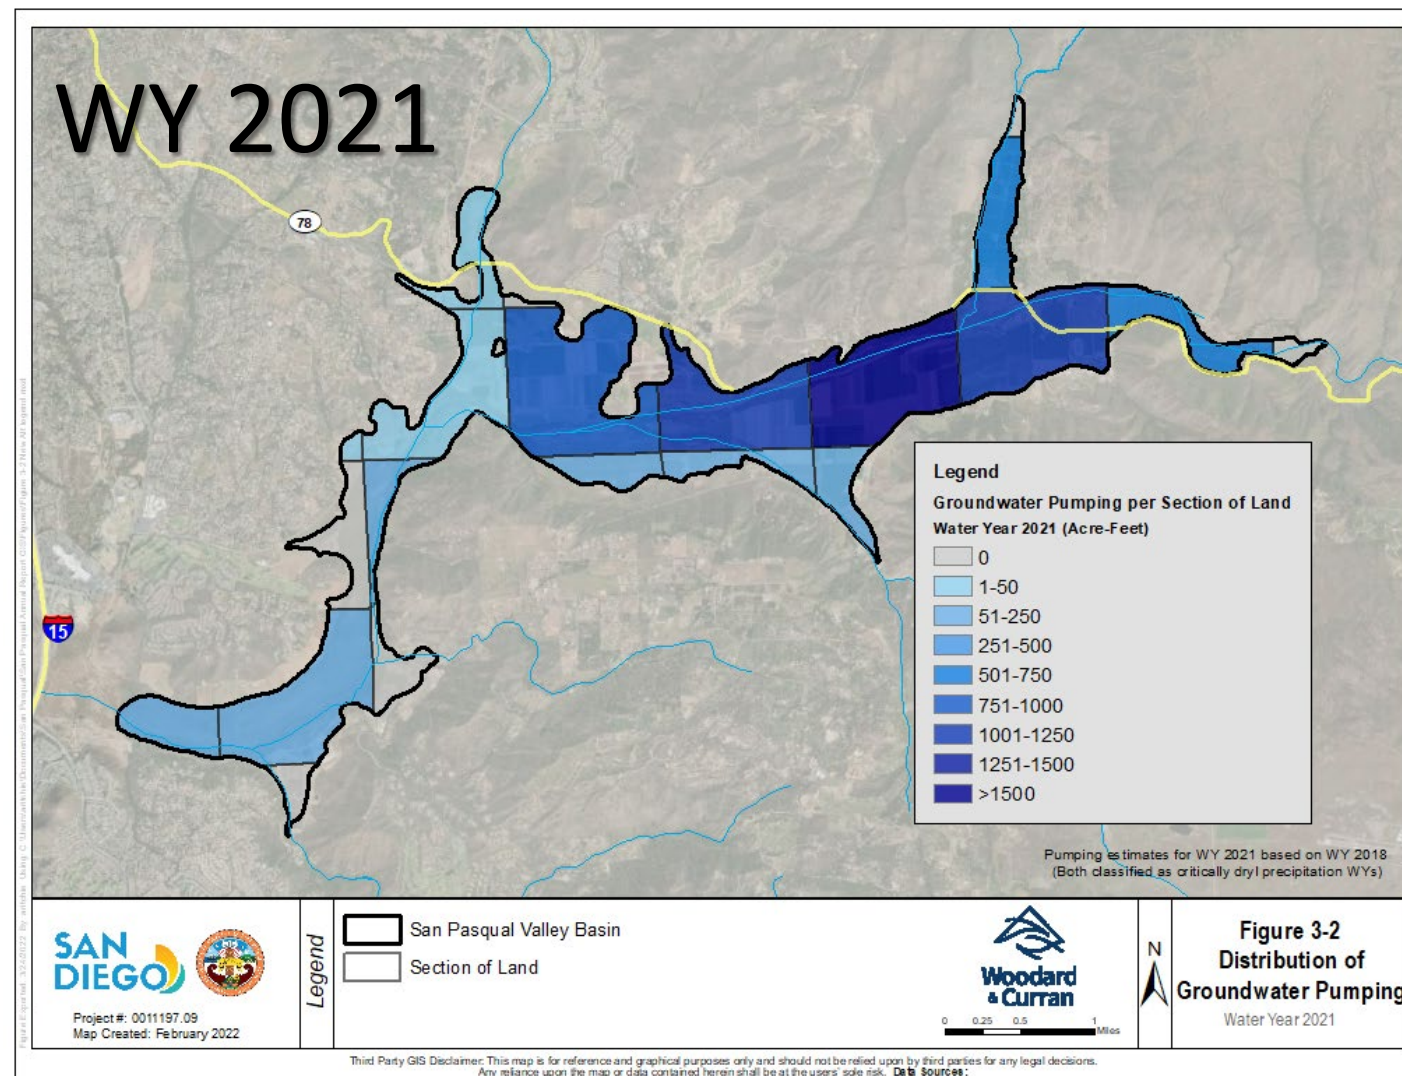 WY 2021
78
15
Legend
Groundwater Pumping per Section of Land
Water Year 2021 (Acre-Feet)
0
1-50
51-250
251-500
501-750
751-1000
1001-1250
1251-1500
>1500
Pumping estimates for WY 2021 based on WY 2018
(Both classified as critically dryl precipitation WYs)
SAN
DIEGO
Project #: 0011197.09
Map Created: February 2022
Legend
San Pasqual Valley Basin
Section of Land
Woodard
& Curran
0 0.25 0.5 1
Miles
N
Figure 3-2
Distribution of
Groundwater Pumping
Water Year 2021
Third Party GIS Disclaimer: This map is for reference and graphical purposes only and should not be relied upon by third parties for any legal decisions.
Any reliance upon the map or data contained herein shall be at the users' sole risk. Data Sources: